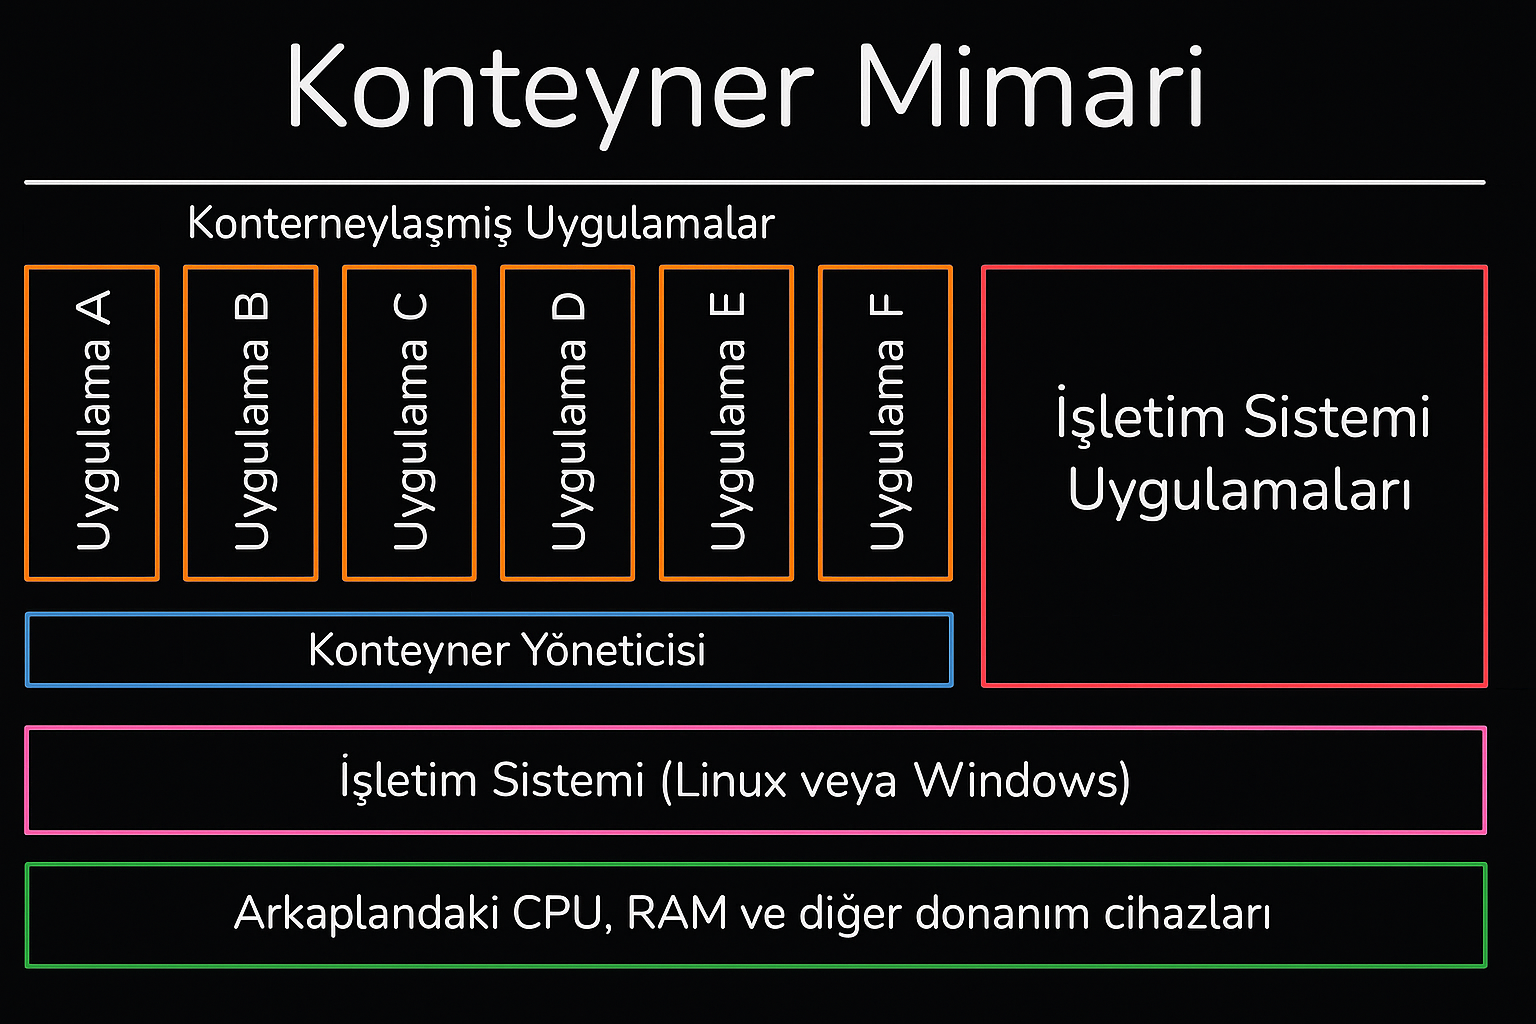 Konteyner Mimari
Konterneylaşmiş Uygulamalar
Uygulama A
Uygulama B
Uygulama C
Uygulama D
Uygulama E
Uygulama F
İşletim Sistemi
Uygulamaları
Konteyner Yöneticisi
İşletim Sistemi (Linux veya Windows)
Arkaplandaki CPU, RAM ve diğer donanım cihazları